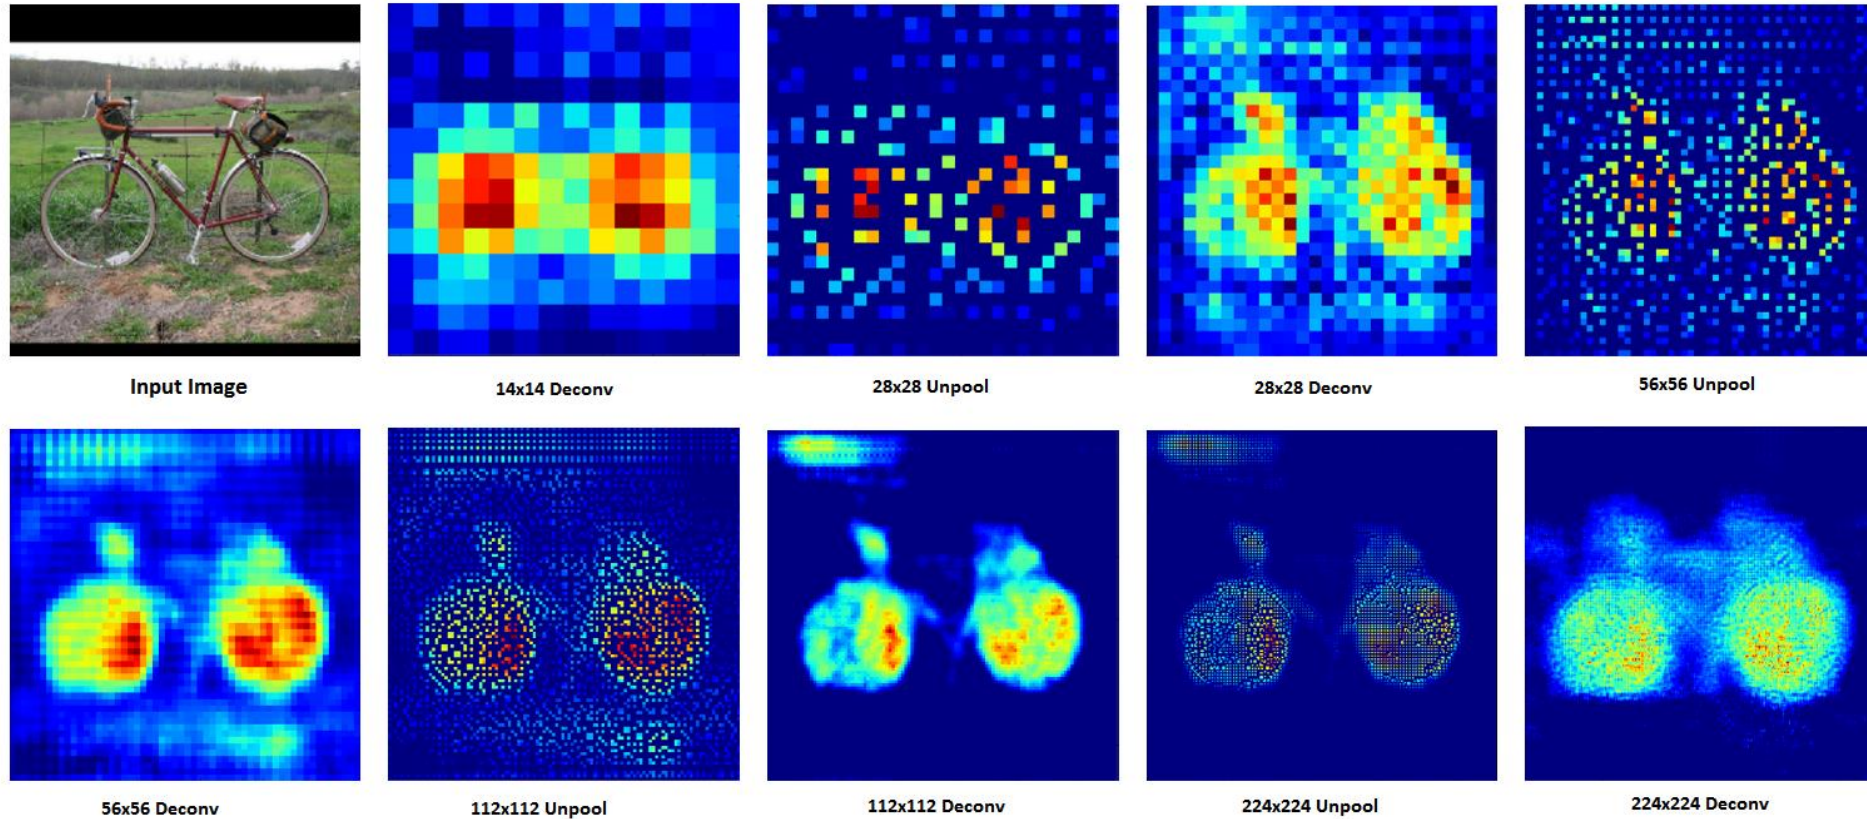 Input Image
14x14 Deconv
28x28 Unpool
28x28 Deconv
56x56 Unpool
56x56 Deconv
112x112 Unpool
112x112 Deconv
224x224 Unpool
224x224 Deconv